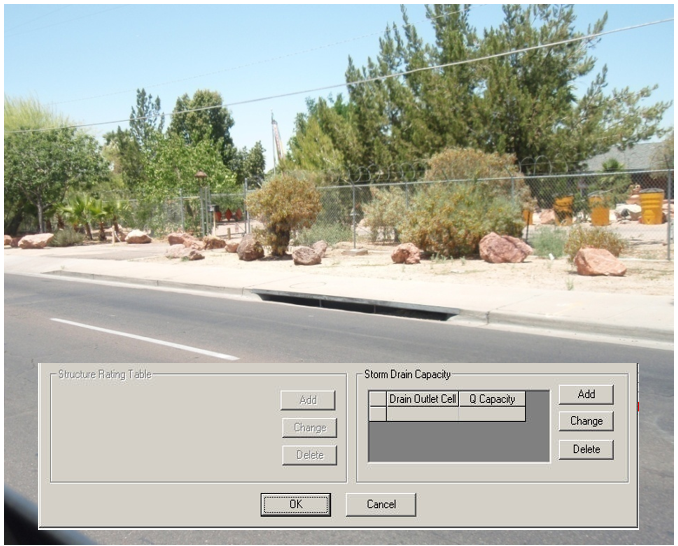 Structure Rating Table
Storm Drain Capacity
Add
Change
Delete
Drain Outlet Cell Q Capacity
Add
Change
Delete
OK Cancel